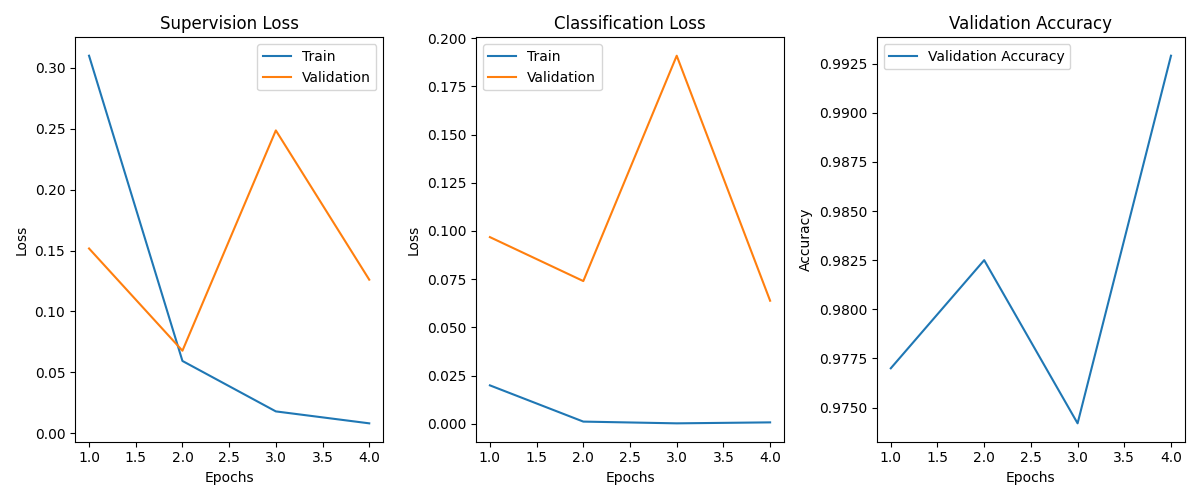 Supervision Loss
Train
Validation
0.30
0.25
0.20
0.15
0.10
0.05
0.00
Loss
1.0 1.5 2.0 2.5 3.0 3.5 4.0
Epochs
Classification Loss
Train
Validation
0.200
0.175
0.150
0.125
0.100
0.075
0.050
0.025
0.000
Loss
1.0 1.5 2.0 2.5 3.0 3.5 4.0
Epochs
Validation Accuracy
Validation Accuracy
0.9925
0.9900
0.9875
0.9850
0.9825
0.9800
0.9775
0.9750
Accuracy
1.0 1.5 2.0 2.5 3.0 3.5 4.0
Epochs